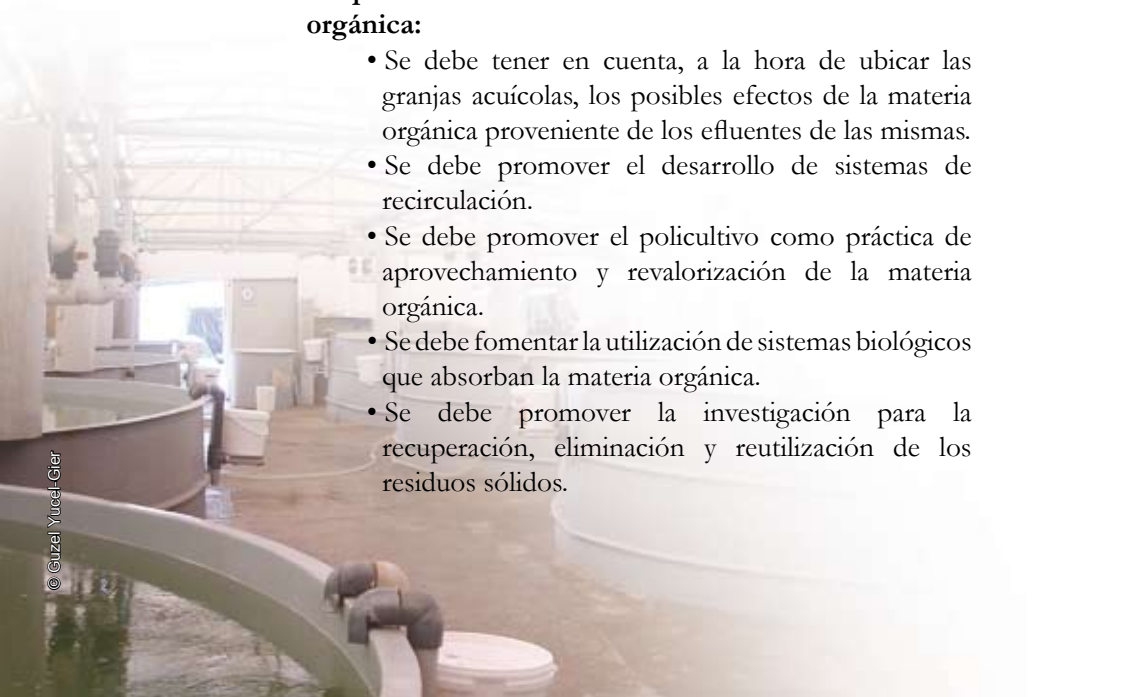 orgánica:
• Se debe tener en cuenta, a la hora de ubicar las
granjas acuícolas, los posibles efectos de la materia
orgánica proveniente de los efluentes de las mismas.
• Se debe promover el desarrollo de sistemas de
recirculación.
• Se debe promover el policultivo como práctica de
aprovechamiento y revalorización de la materia
orgánica.
• Se debe fomentar la utilización de sistemas biológicos
que absorban la materia orgánica.
• Se debe promover la investigación para la
recuperación, eliminación y reutilización de los
residuos sólidos.
© Guzel Yucel-Gier